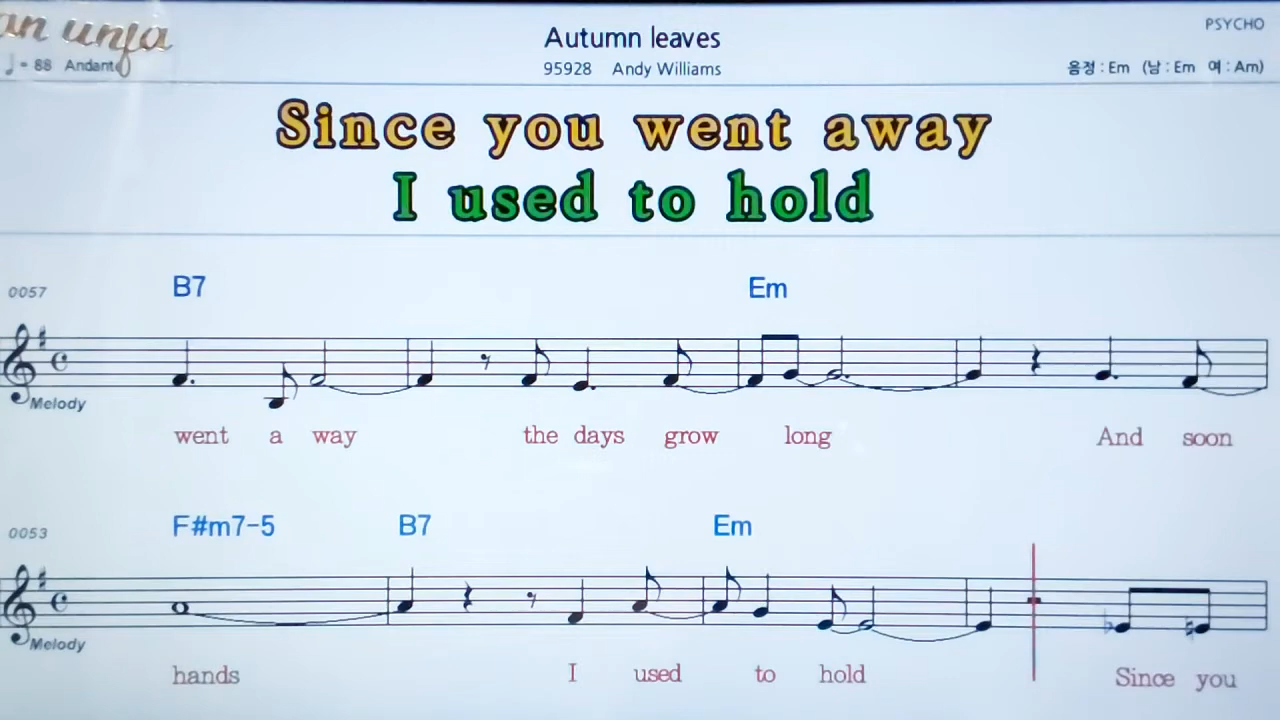 an unfa
Autumn leaves
PSYCHO
♩= 88 Andante
95928 Andy Williams
음정 : Em (남 : Em 여 : Am)
Since you went away
I used to hold
0057
B7 Em
Melody
went a way the days grow long And soon
0053
F#m7-5 B7 Em
Melody
hands I used to hold Since you